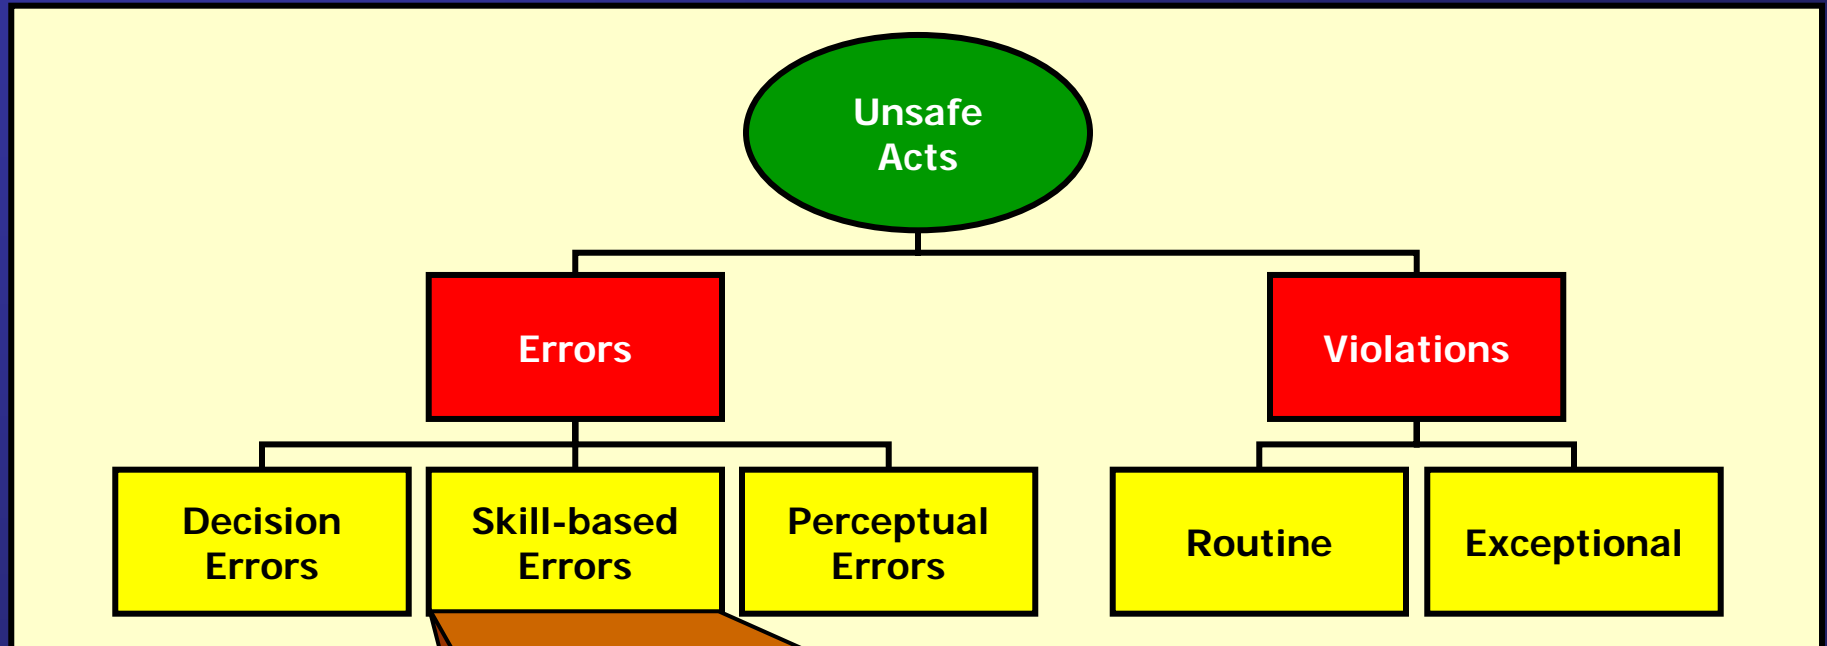 Unsafe
Acts
Errors
Violations
Decision
Errors
Skill-based
Errors
Perceptual
Errors
Routine
Exceptional